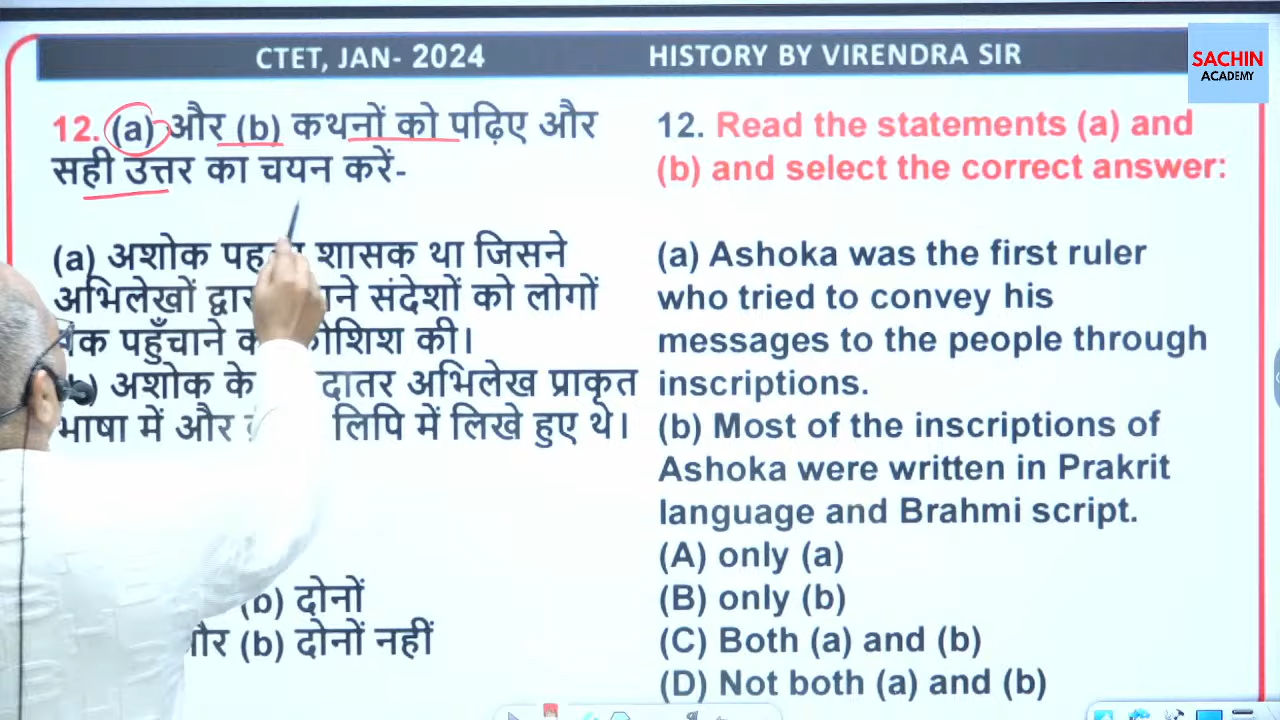 CTET, JAN- 2024
HISTORY BY VIRENDRA SIR
SACHIN
ACADEMY
12. (a) और (b) कथनों को पढ़िए और
सही उत्तर का चयन करें-
(a) अशोक शासक था जिसने
अभिलेखों संदेशों को लोगों
पहुँचाने की।
अशोक के अभिलेख प्राकृत
भाषा में और लिपि में लिखे हुए थे।
(b) दोनों
(b) दोनों नहीं
12. Read the statements (a) and
(b) and select the correct answer:
(a) Ashoka was the first ruler
who tried to convey his
messages to the people through
inscriptions.
(b) Most of the inscriptions of
Ashoka were written in Prakrit
language and Brahmi script.
(A) only (a)
(B) only (b)
(C) Both (a) and (b)
(D) Not both (a) and (b)